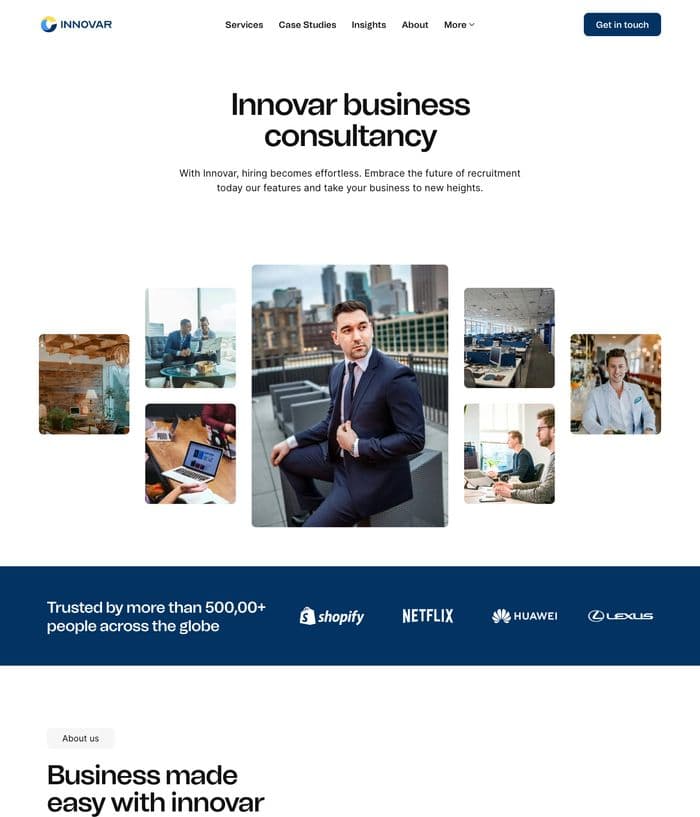 INNOVAR
Services Case Studies Insights About More
Get in touch
Innovar business
consultancy
With Innovar, hiring becomes effortless. Embrace the future of recruitment
today our features and take your business to new heights.
Trusted by more than 500,00+
people across the globe
shopify NETFLIX HUAWEI LEXUS
About us
Business made
easy with innovar